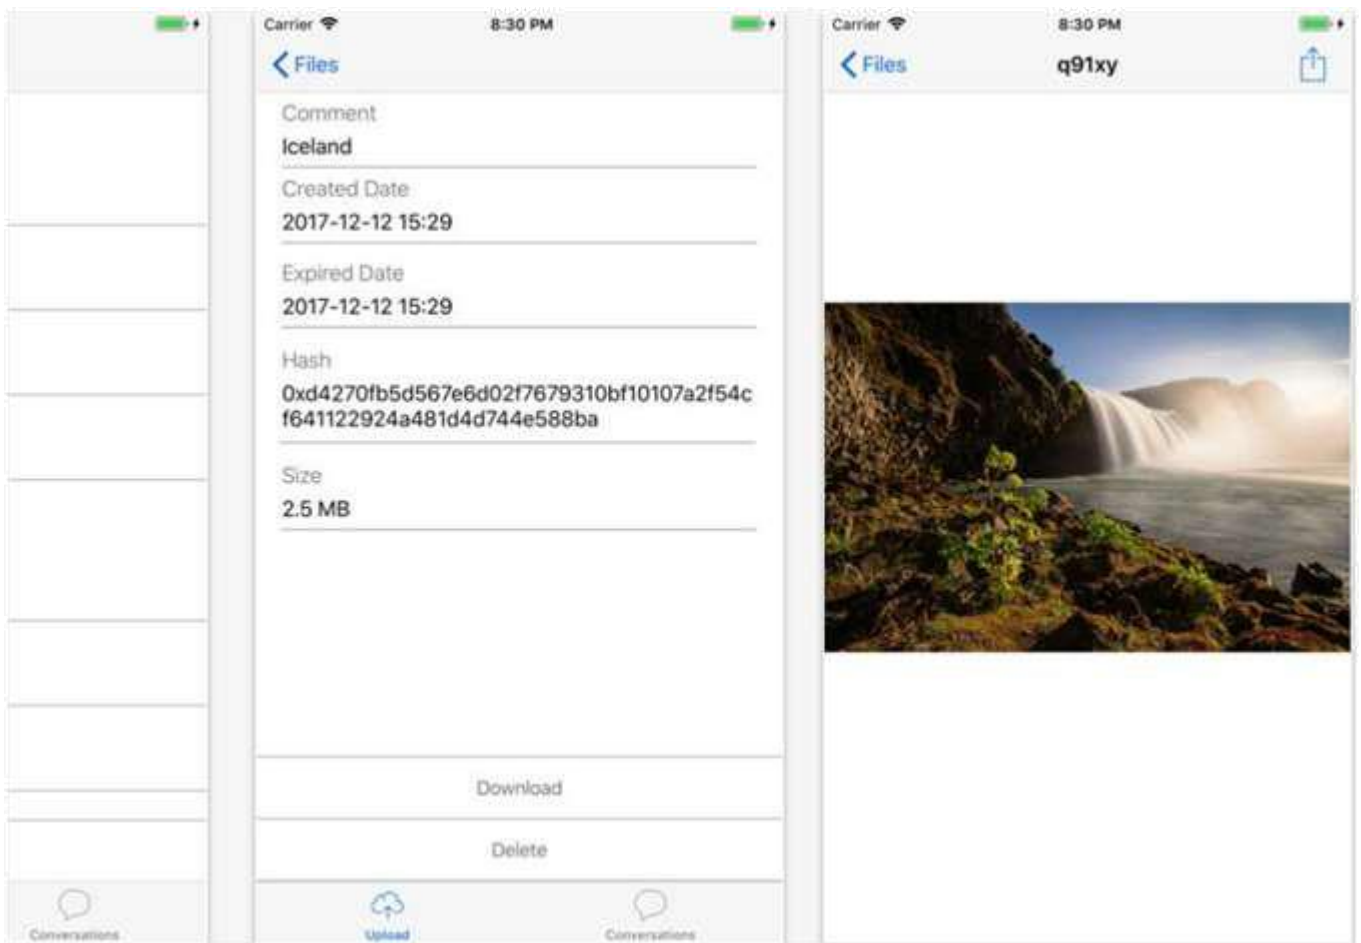 Carrier 8:30 PM
Files
Comment
Iceland
Created Date
2017-12-12 15:29
Expired Date
2017-12-12 15:29
Hash
0xd4270fb5d567e6d02f7679310bf10107a2f54c
f641122924a481d4d744e588ba
Size
2.5 MB
Download
Delete
Upload Conversations
Conversations
Carrier 8:30 PM
Files q91xy